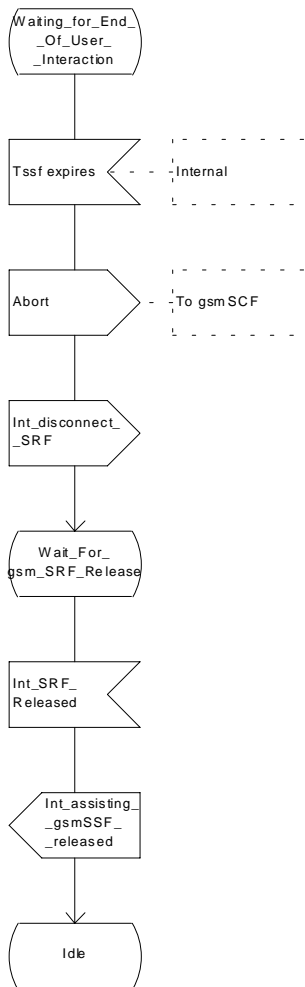 Waiting_for_End_
_Of_User_
_Interaction
Tssf expires
Internal
Abort
To gsmSCF
Int_disconnect_
_SRF
Wait_For_
gsm_SRF_Release
Int_SRF_
Released
Int_assisting_
_gsmSSF_
_released
Idle